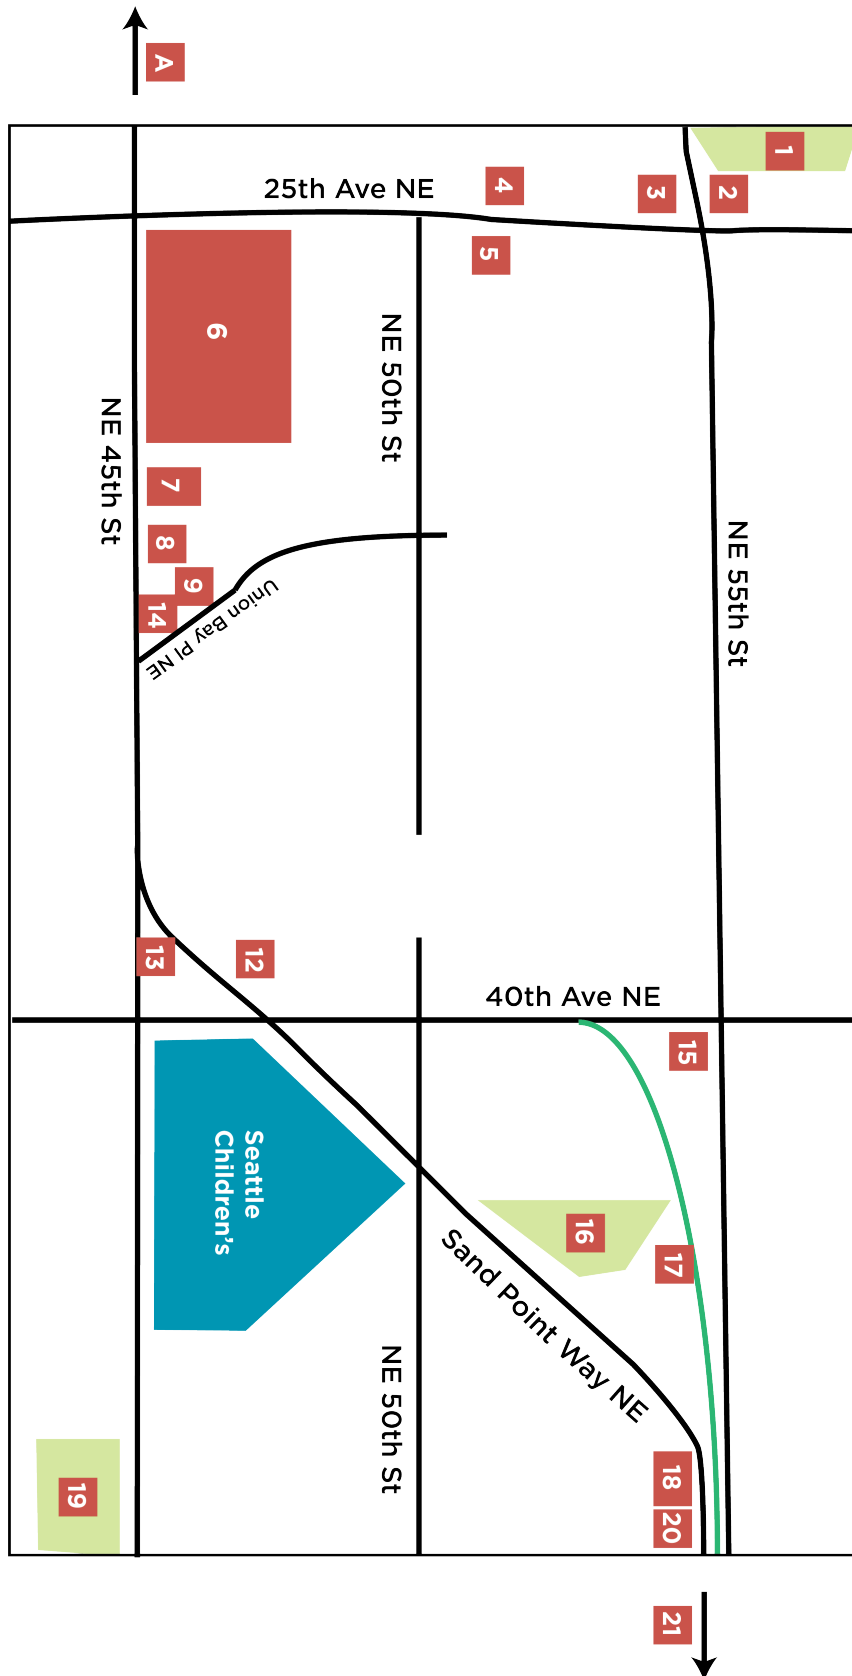 A
1
25th Ave NE
4
3
2
5
6
NE 50th St
NE 45th St
7
8
9
14
Union Bay Pl NE
NE 55th St
13
12
40th Ave NE
15
Seattle
Children's
16
17
Sand Point Way NE
NE 50th St
18
19
20
21